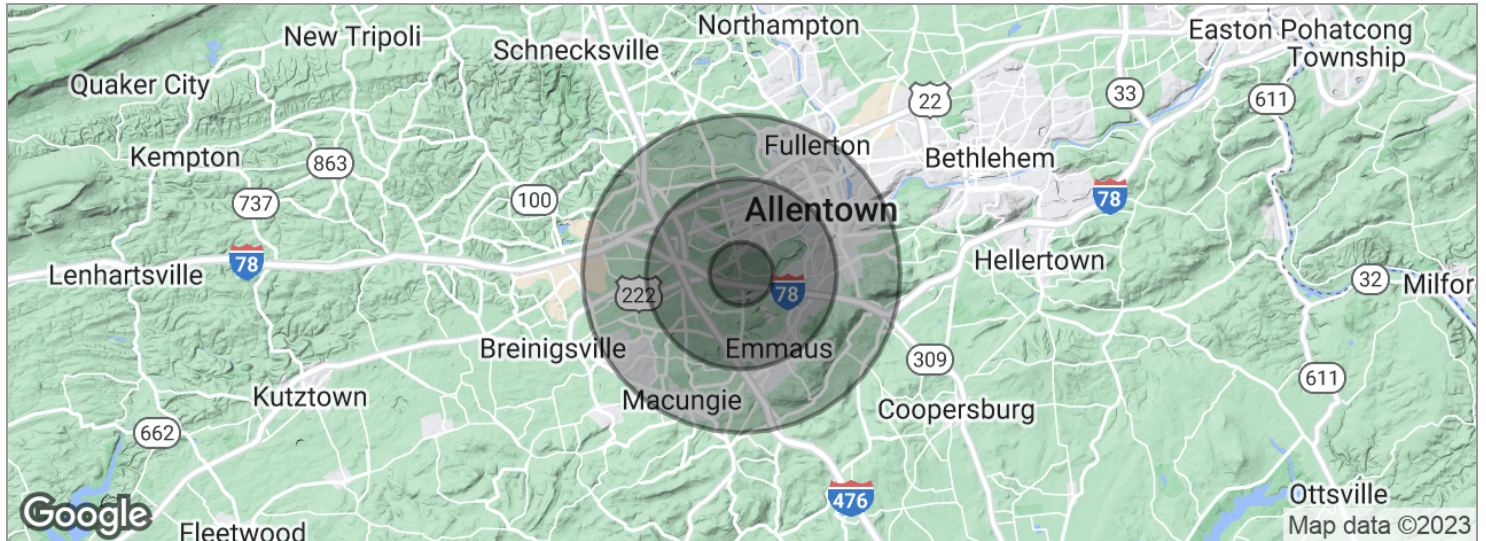 New Tripoli
Northampton
Easton Pohatcong
Township
Schnecksville
Quaker City
22
33
611
Kempton
863
Fullerton
Bethlehem
737
100
Allentown
78
78
Lenhartsville
Hellertown
32
Milfor
222
78
Breinigsville
Emmaus
309
611
Kutztown
Macungie
Coopersburg
662
476
Ottsville
Google
Fleetwood
Map data ©2023